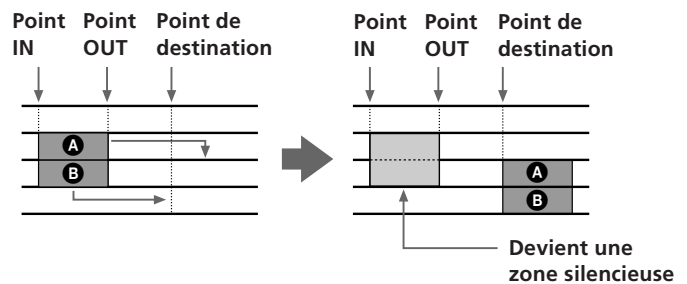 Point IN
Point OUT
Point de destination
A
B
Point IN
Point OUT
Point de destination
A
B
Devient une
zone silencieuse